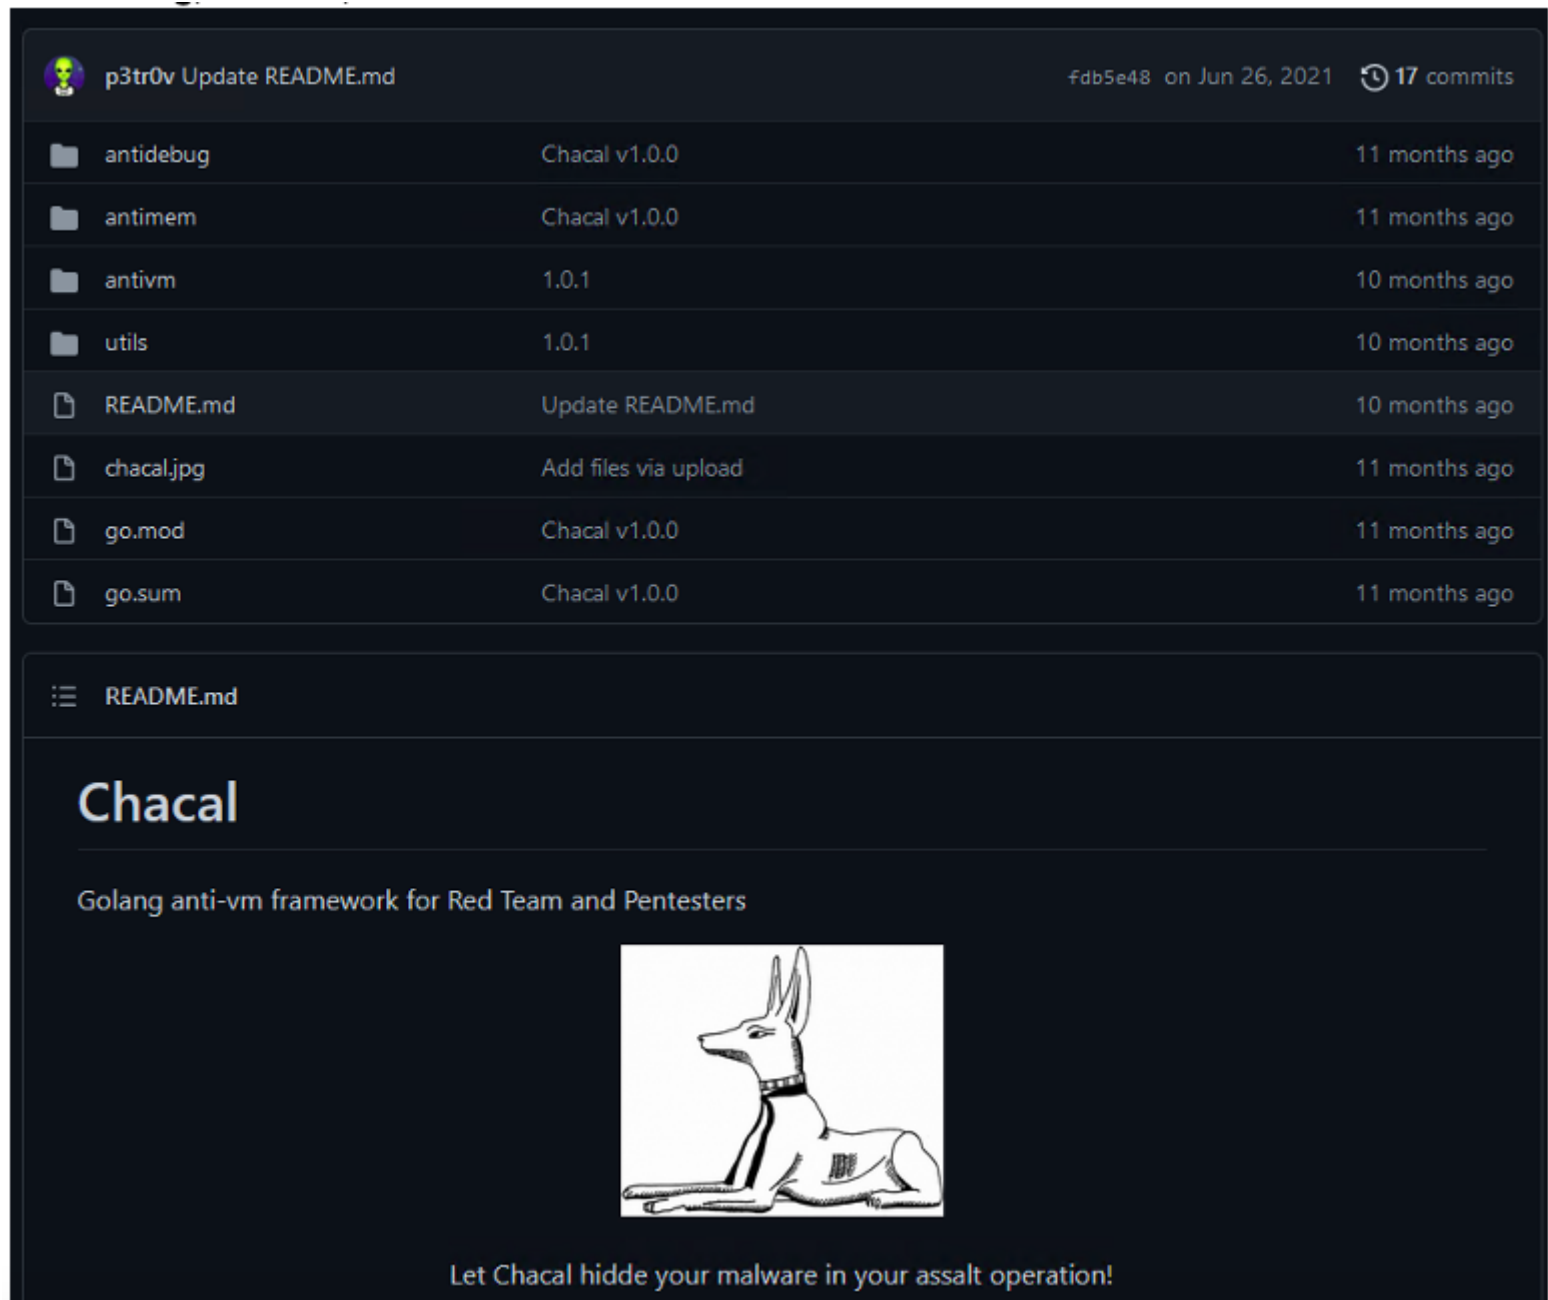 p3tr0v Update README.md fdb5e48 on Jun 26, 2021 17 commits
antidebug Chacal v1.0.0 11 months ago
antimem Chacal v1.0.0 11 months ago
antivm 1.0.1 10 months ago
utils 1.0.1 10 months ago
README.md Update README.md 10 months ago
chacal.jpg Add files via upload 11 months ago
go.mod Chacal v1.0.0 11 months ago
go.sum Chacal v1.0.0 11 months ago
README.md
Chacal
Golang anti-vm framework for Red Team and Pentesters
Let Chacal hidde your malware in your assalt operation!